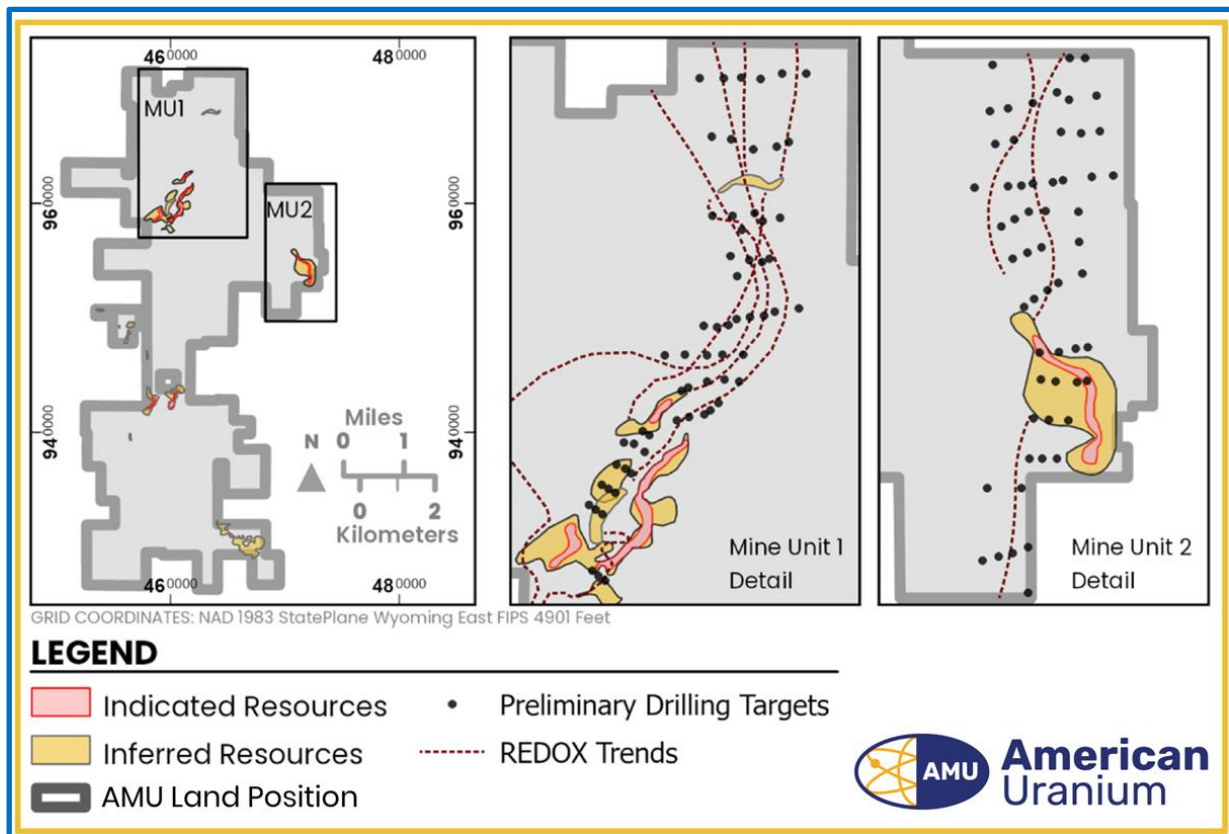 460000
480000
MU1
960000
MU2
940000
Miles
N 0 1
0 2
Kilometers
460000
480000
960000
940000
Mine Unit 1
Detail
Mine Unit 2
Detail
GRID COORDINATES: NAD 1983 StatePlane Wyoming East FIPS 4901 Feet
LEGEND
Indicated Resources
Preliminary Drilling Targets
Inferred Resources
REDOX Trends
AMU Land Position
AMU
American
Uranium